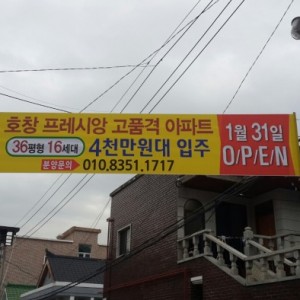 호창 프레시앙 고품격 아파트
36평형 16세대 4천만원대 입주
분양문의 010.8351.1717
1월 31일
O/P/E/N